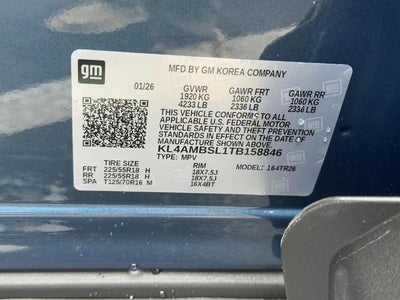 gm
MFD BY GM KOREA COMPANY
01/26 GVWR GAWR FRT GAWR RR
1920 KG 1060 KG 1060 KG
4233 LB 2336 LB 2336 LB
THIS VEHICLE CONFORMS TO ALL
APPLICABLE U.S. FEDERAL MOTOR
VEHICLE SAFETY AND THEFT PREVENTION
STANDARDS IN EFFECT ON THE DATE OF
MANUFACTURE SHOWN ABOVE.
KL4AMBSL1TB158846
TYPE: MPV MODEL: 1S4TR26
TIRE SIZE RIM
FRT 225/55R18 H 18X7.5J
RR 225/55R18 H 18X7.5J
SPA T125/70R16 M 16X4BT